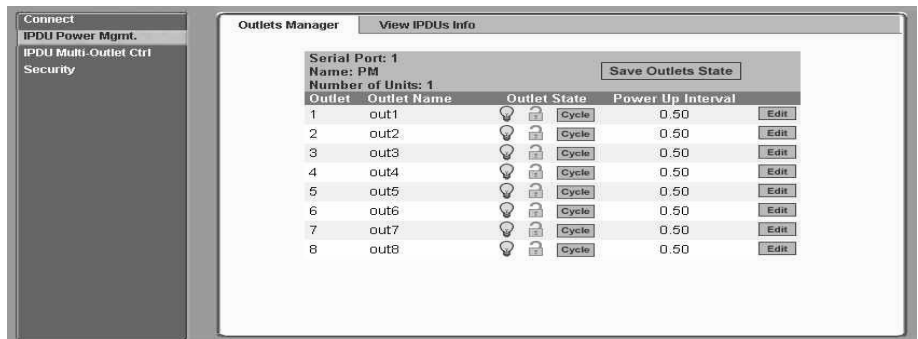 Connect
IPDU Power Mgmt.
IPDU Multi-Outlet Ctrl
Security
Outlets Manager View IPDUs Info
Serial Port: 1
Name: PM
Number of Units: 1
Save Outlets State
Outlet Outlet Name Outlet State Power Up Interval
1 out1 Cycle 0.50 Edit
2 out2 Cycle 0.50 Edit
3 out3 Cycle 0.50 Edit
4 out4 Cycle 0.50 Edit
5 out5 Cycle 0.50 Edit
6 out6 Cycle 0.50 Edit
7 out7 Cycle 0.50 Edit
8 out8 Cycle 0.50 Edit